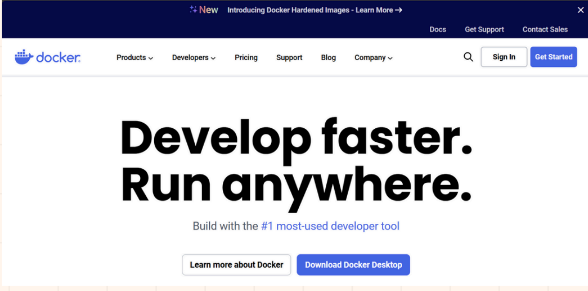 New Introducing Docker Hardened Images - Learn More →
Docs Get Support Contact Sales
docker Products Developers Pricing Support Blog Company Sign In Get Started
Develop faster.
Run anywhere.
Build with the #1 most-used developer tool
Learn more about Docker Download Docker Desktop